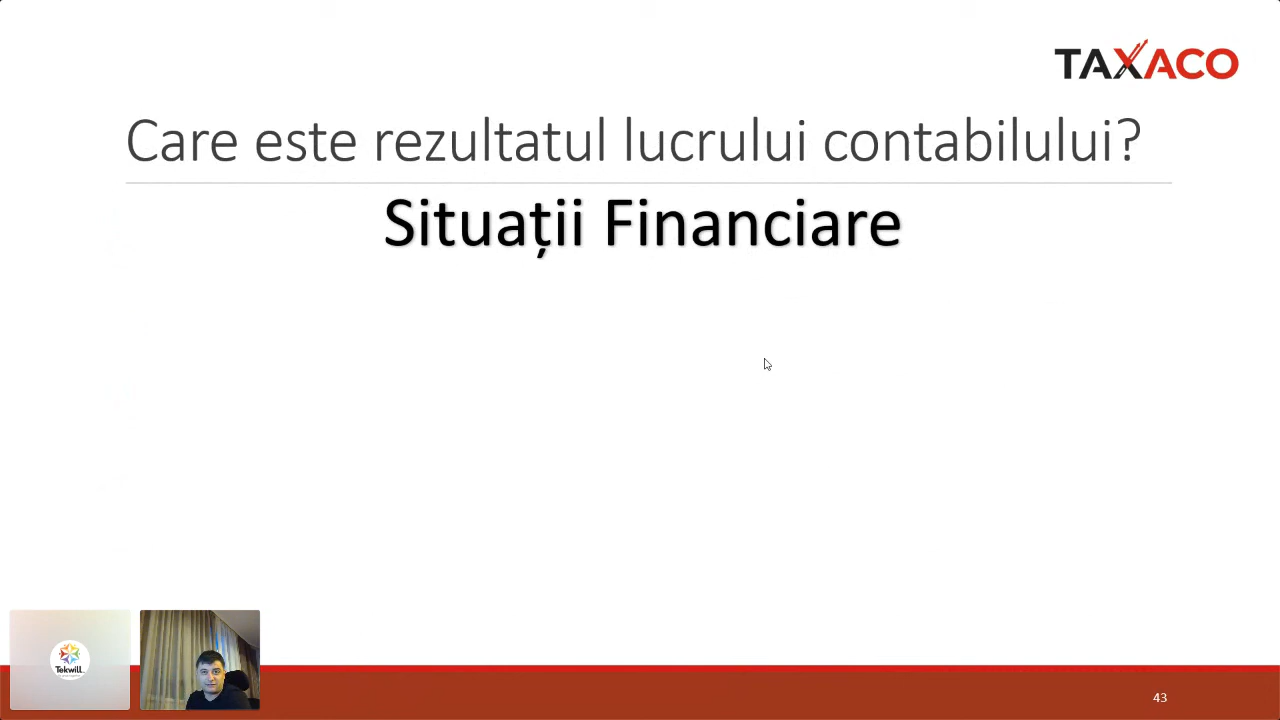 TAXACO
Care este rezultatul lucrului contabilului?
Situații Financiare
Tekwill
43